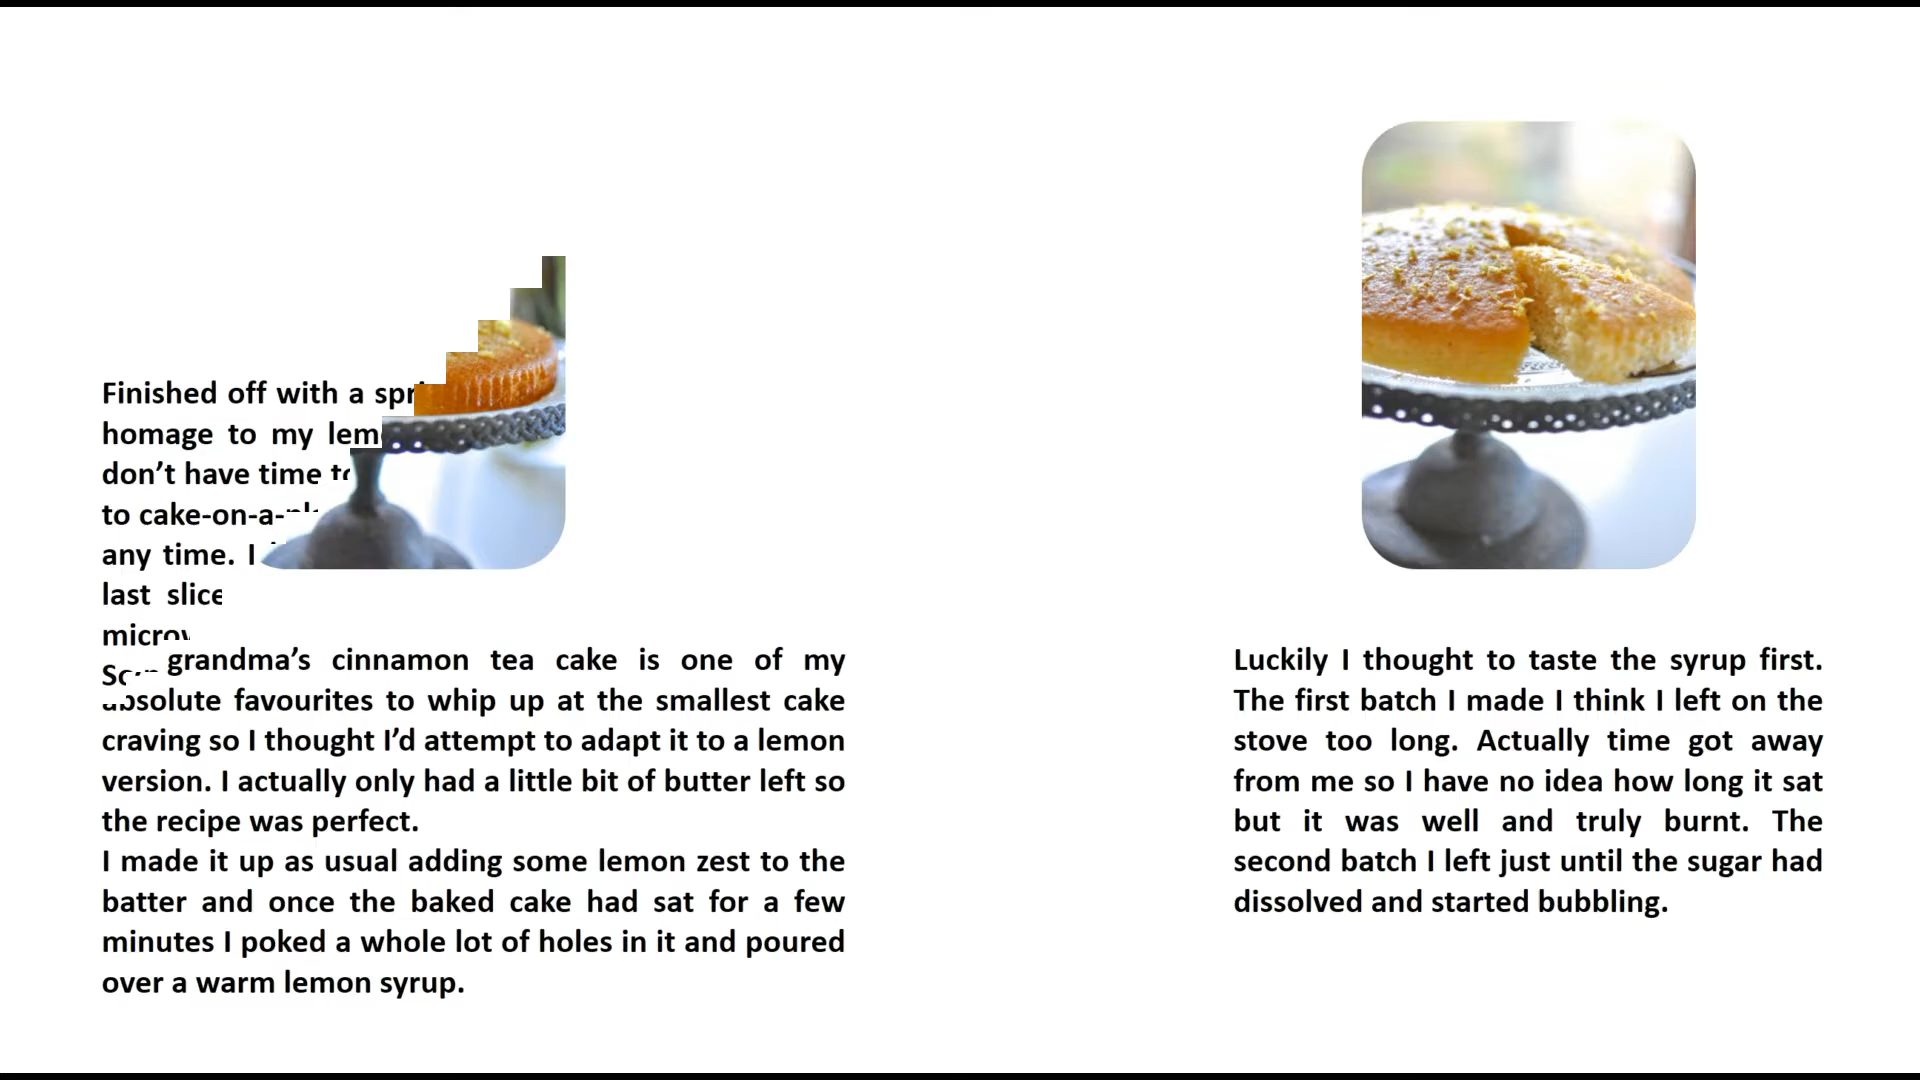 Finished off with a
homage to my
don’t have time
to
any time. I
last slice
grandma’s cinnamon tea cake is one of my
absolute favourites to whip up at the smallest cake
craving so I thought I’d attempt to adapt it to a lemon
version. I actually only had a little bit of butter left so
the recipe was perfect.
I made it up as usual adding some lemon zest to the
batter and once the baked cake had sat for a few
minutes I poked a whole lot of holes in it and poured
over a warm lemon syrup.
Luckily I thought to taste the syrup first.
The first batch I made I think I left on the
stove too long. Actually time got away
from me so I have no idea how long it sat
but it was well and truly burnt. The
second batch I left just until the sugar had
dissolved and started bubbling.